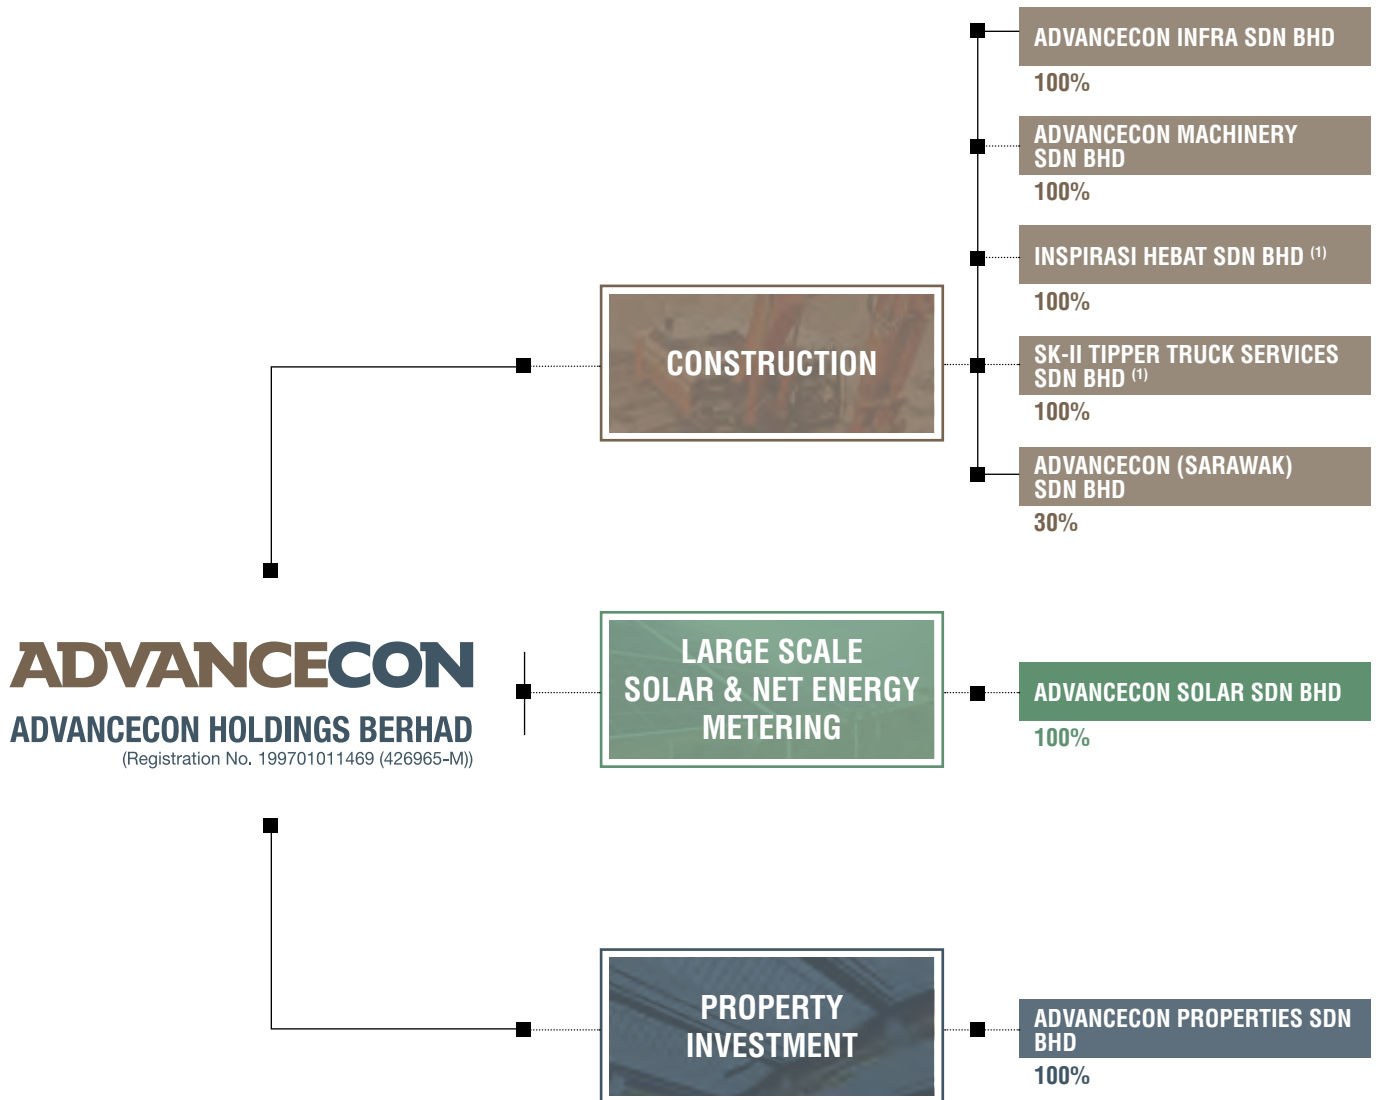 ADVANCECON INFRA SDN BHD
100%
ADVANCECON MACHINERY
SDN BHD
100%
INSPIRASI HEBAT SDN BHD (1)
100%
CONSTRUCTION
SK-II TIPPER TRUCK SERVICES
SDN BHD (1)
100%
ADVANCECON (SARAWAK)
SDN BHD
30%
ADVANCECON
ADVANCECON HOLDINGS BERHAD
(Registration No. 199701011469 (426965-M))
LARGE SCALE
SOLAR & NET ENERGY
METERING
ADVANCECON SOLAR SDN BHD
100%
PROPERTY
INVESTMENT
ADVANCECON PROPERTIES SDN
BHD
100%